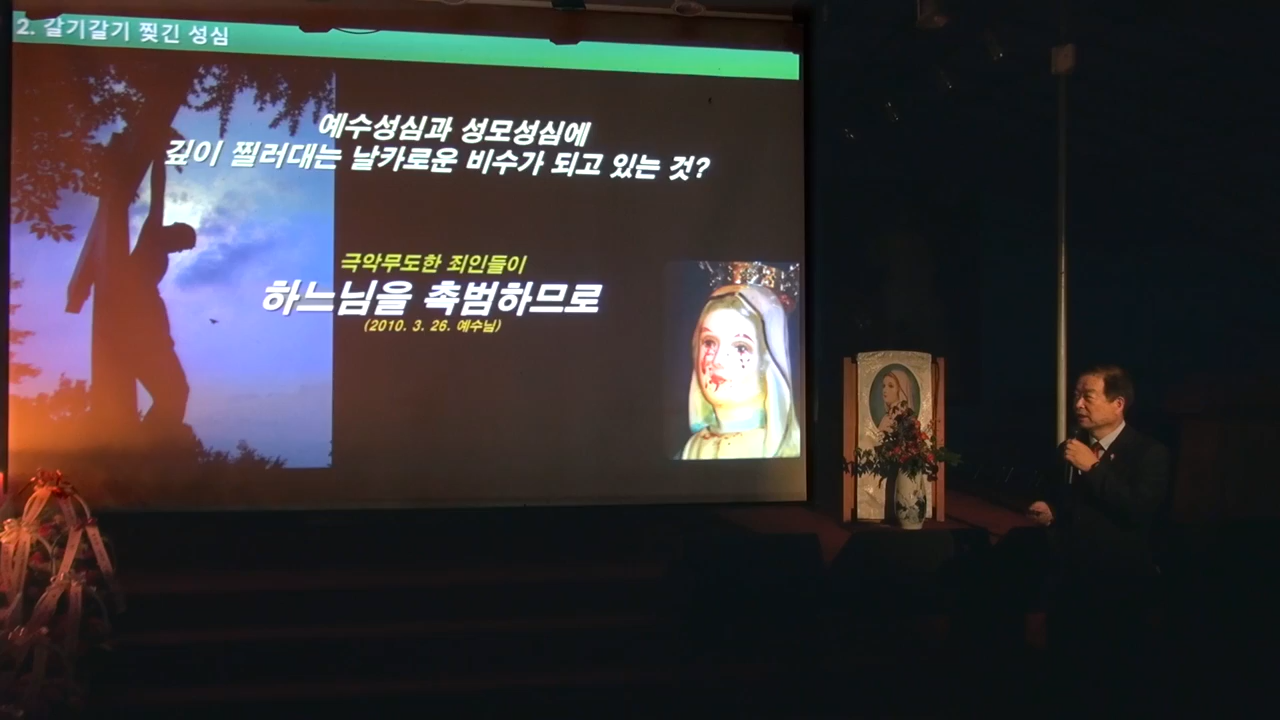 2. 갈기갈기 찢긴 성심
예수성심과 성모성심에
깊이 찔러대는 날카로운 비수가 되고 있는 것?
극악무도한 죄인들이
하느님을 촉범하므로
(2010. 3. 26. 예수님)